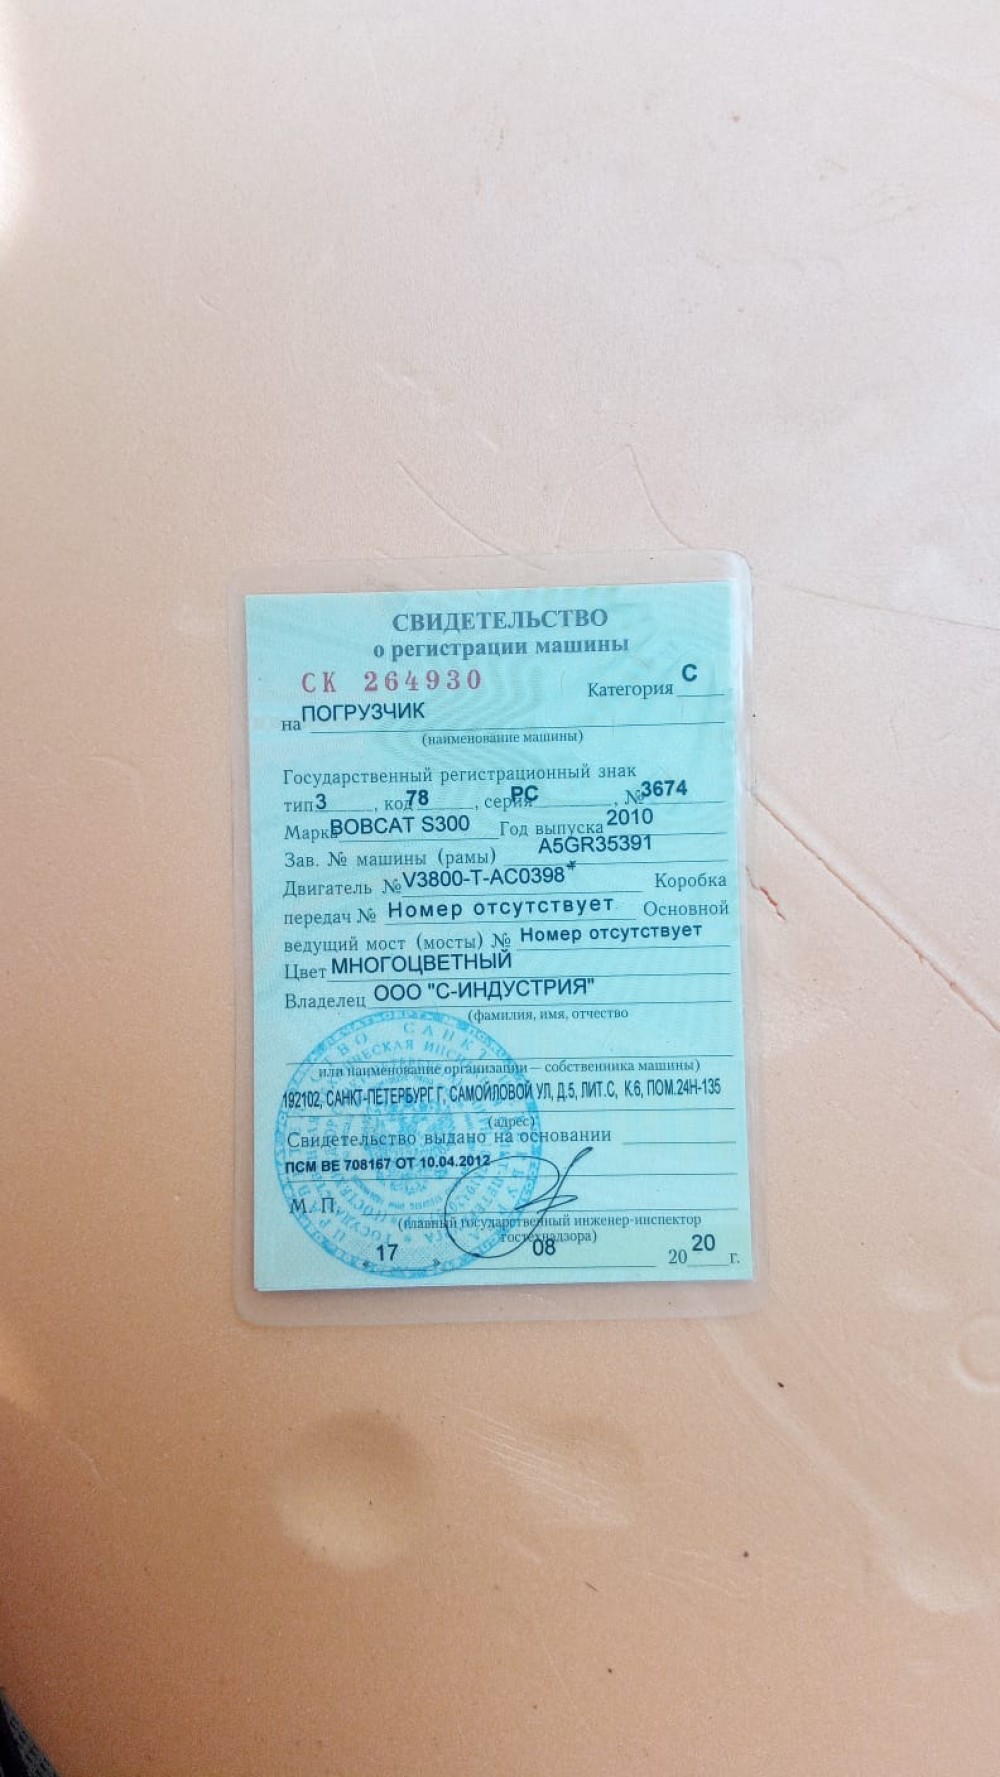 СВИДЕТЕЛЬСТВО
о регистрации машины
СК 264930
Категория С
на ПОГРУЗЧИК
(наименование машины)
Государственный регистрационный знак
тип 3, код 78, серия РС, № 3674
Марка BOBCAT S300 Год выпуска 2010
Зав. № машины (рамы) A5GR35391
Двигатель № V3800-T-AC0398* Коробка
передач № Номер отсутствует Основной
ведущий мост (мосты) № Номер отсутствует
Цвет МНОГОЦВЕТНЫЙ
Владелец ООО "С-ИНДУСТРИЯ"
(фамилия, имя, отчество
или наименование организации — собственника машины)
192102, САНКТ-ПЕТЕРБУРГ Г, САМОЙЛОВОЙ УЛ, Д.5, ЛИТ.С, К.6, ПОМ.24Н-135
(адрес)
Свидетельство выдано на основании
ПСМ ВЕ 708167 ОТ 10.04.2012
М. П.
(главный государственный инженер-инспектор
гостехнадзора)
" 17 " 08 20 20 г.